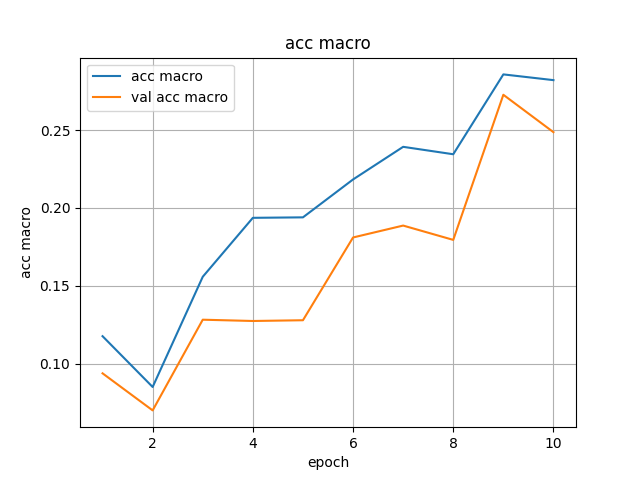 acc macro
acc macro
val acc macro
0.25
0.20
0.15
0.10
acc macro
2 4 6 8 10
epoch